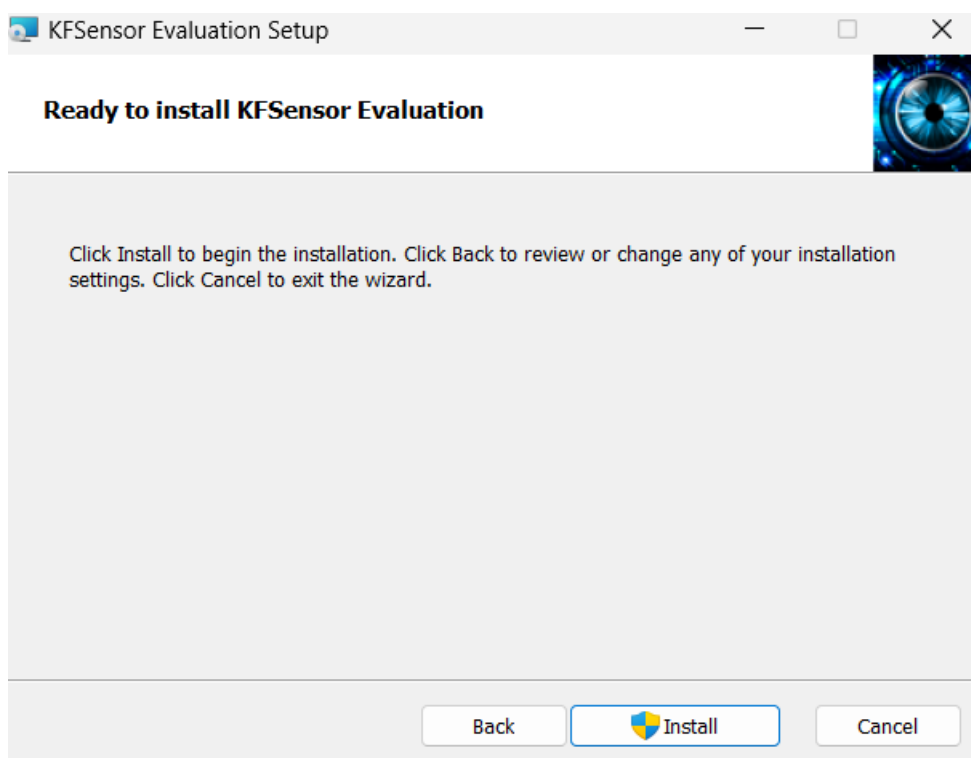 KFSensor Evaluation Setup
Ready to install KFSensor Evaluation
Click Install to begin the installation. Click Back to review or change any of your installation
settings. Click Cancel to exit the wizard.
Back
Install
Cancel